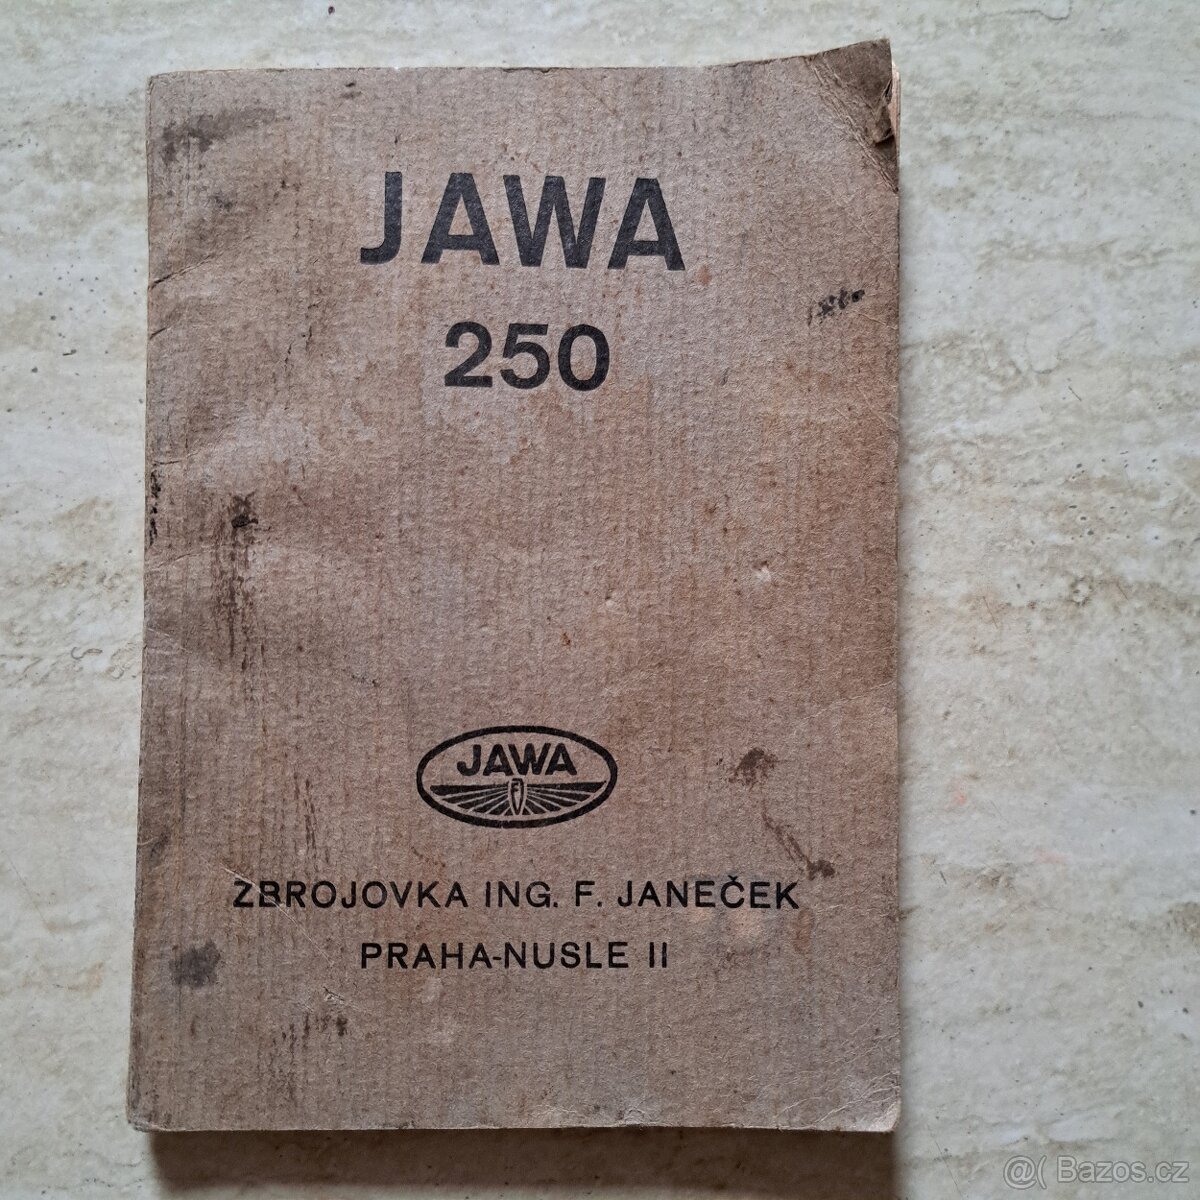 JAWA
250
JAWA
ZBROJOVKA ING. F. JANEČEK
PRAHA-NUSLE II
@( Bazos.cz